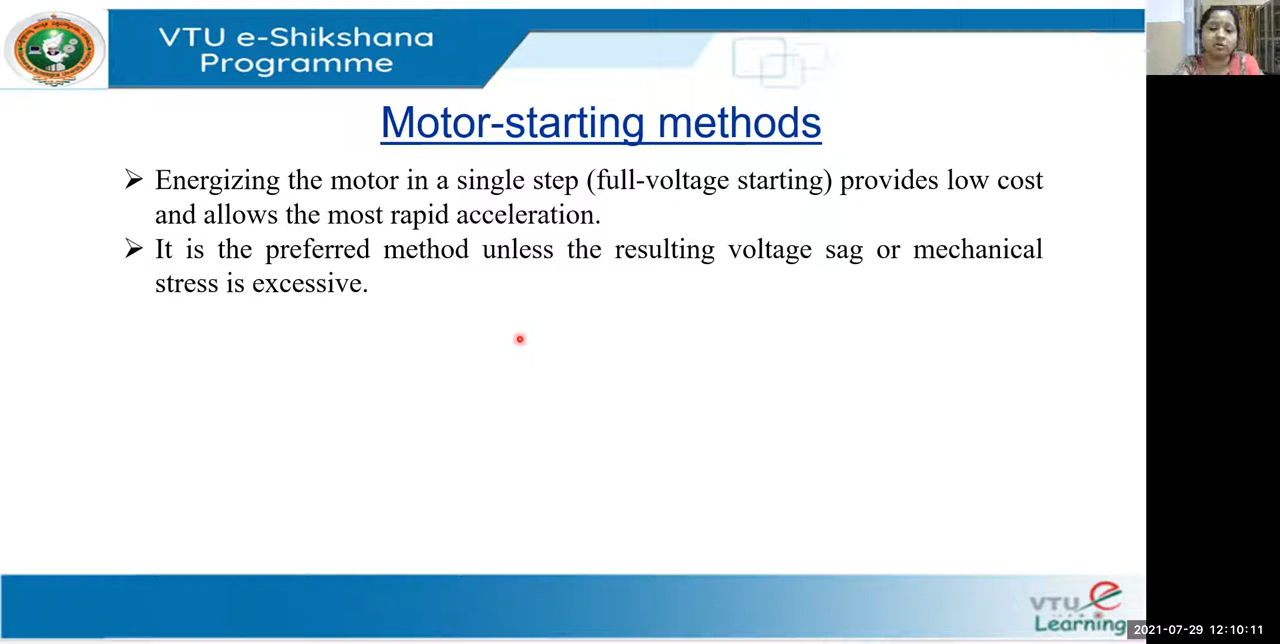 VTU e-Shikshana
Programme
Motor-starting methods
➢ Energizing the motor in a single step (full-voltage starting) provides low cost
and allows the most rapid acceleration.
➢ It is the preferred method unless the resulting voltage sag or mechanical
stress is excessive.
VTU e
Learning
2021-07-29 12:10:11